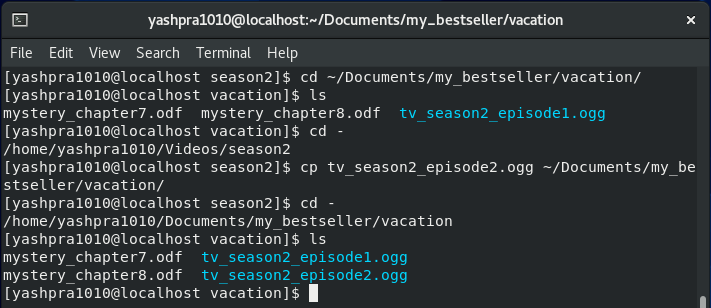 yashpra1010@localhost:~/Documents/my_bestseller/vacation
File Edit View Search Terminal Help
[yashpra1010@localhost season2]$ cd ~/Documents/my_bestseller/vacation/
[yashpra1010@localhost vacation]$ ls
mystery_chapter7.odf  mystery_chapter8.odf  tv_season2_episode1.ogg
[yashpra1010@localhost vacation]$ cd -
/home/yashpra1010/Videos/season2
[yashpra1010@localhost season2]$ cp tv_season2_episode2.ogg ~/Documents/my_be
stseller/vacation/
[yashpra1010@localhost season2]$ cd -
/home/yashpra1010/Documents/my_bestseller/vacation
[yashpra1010@localhost vacation]$ ls
mystery_chapter7.odf  tv_season2_episode1.ogg
mystery_chapter8.odf  tv_season2_episode2.ogg
[yashpra1010@localhost vacation]$